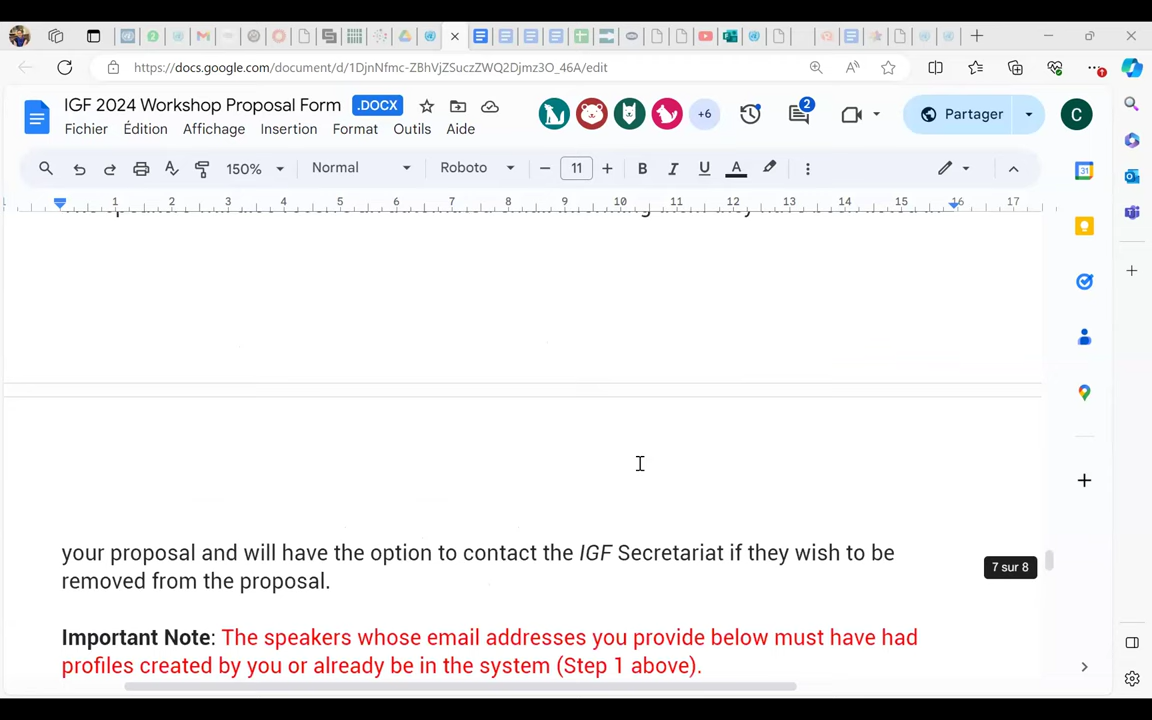 https://docs.google.com/document/d/1DjnNfmc-ZBhVjZSuczZWQ2Djmz3O_46A/edit
IGF 2024 Workshop Proposal Form .DOCX
+6
2
Partager
C
Fichier Édition Affichage Insertion Format Outils Aide
150% Normal Roboto 11 B I U A
1 1 2 3 4 5 6 7 8 9 10 11 12 13 14 15 16 17
your proposal and will have the option to contact the IGF Secretariat if they wish to be
removed from the proposal.
7 sur 8
Important Note: The speakers whose email addresses you provide below must have had
profiles created by you or already be in the system (Step 1 above).